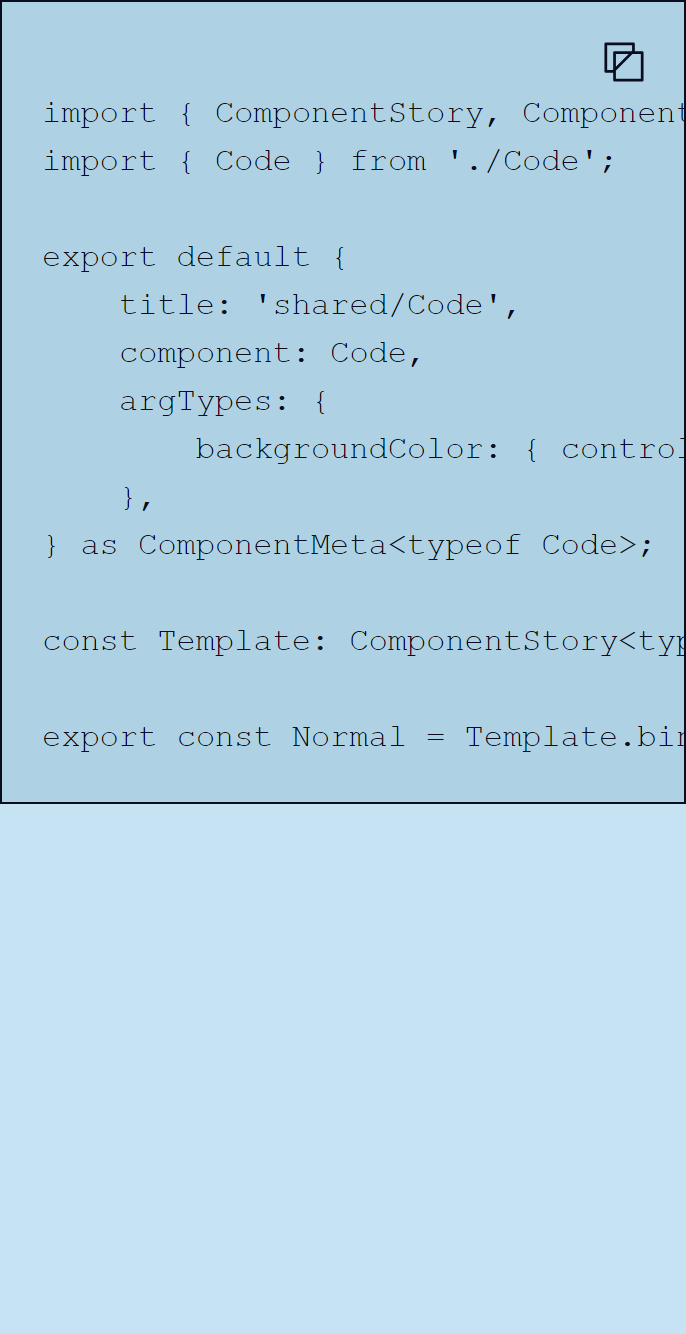 import { ComponentStory, Component
import { Code } from './Code';
export default {
title: 'shared/Code',
component: Code,
argTypes: {
backgroundColor: { control
},
} as ComponentMeta<typeof Code>;
const Template: ComponentStory<typ
export const Normal = Template.bin